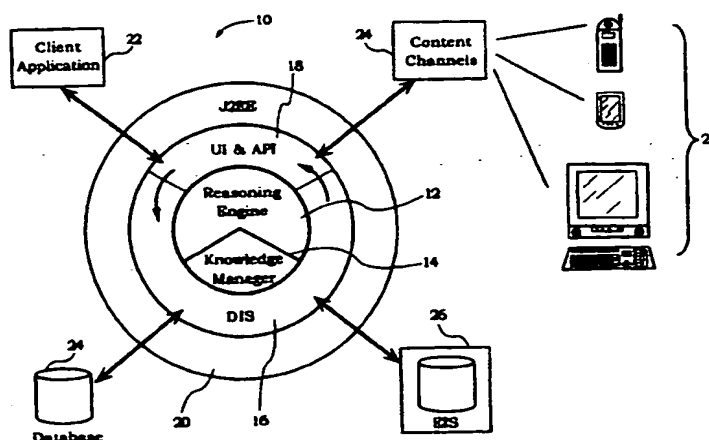 10
Client
Application
22
24
Content
Channels
J2EE
18
UI & API
Reasoning
Engine
12
Knowledge
Manager
14
DIS
24
Database
20
16
26
EIS
2